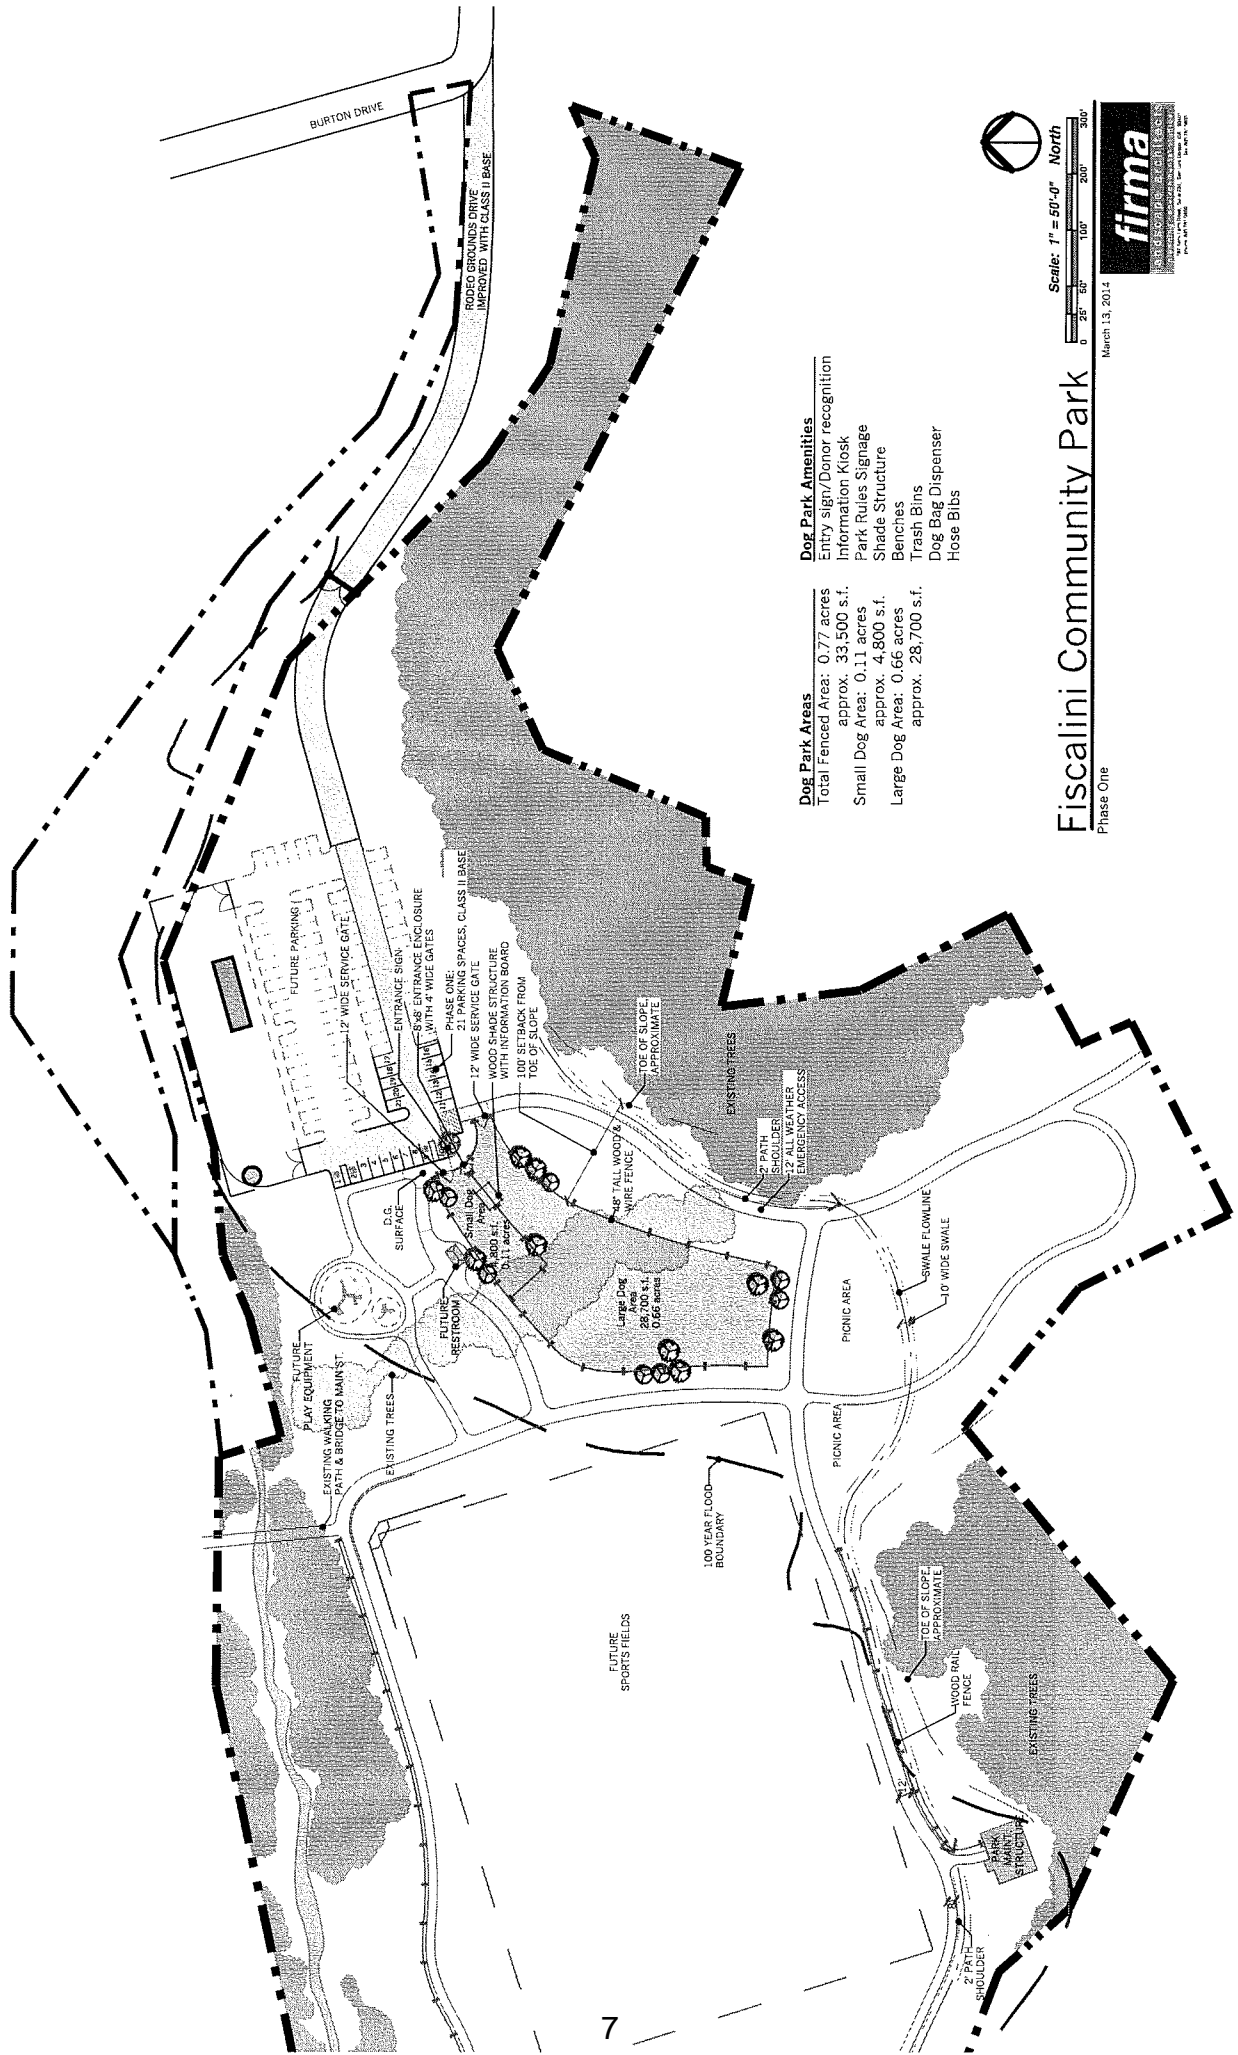 BURTON DRIVE
RODEO GROUNDS DRIVE
IMPROVED WITH CLASS II BASE
FUTURE PARKING
12' WIDE SERVICE GATE
ENTRANCE SIGN
8'x8' ENTRANCE ENCLOSURE
WITH 4' WIDE GATES
PHASE ONE:
21 PARKING SPACES, CLASS II BASE
12' WIDE SERVICE GATE
WOOD SHADE STRUCTURE
WITH INFORMATION BOARD
100' SETBACK FROM
TOE OF SLOPE
TOE OF SLOPE,
APPROXIMATE
EXISTING TREES
2' PATH
SHOULDER
12' ALL WEATHER
EMERGENCY ACCESS
48" TALL WOOD &
WIRE FENCE
D.G.
SURFACE
Small Dog
Area
4,800 s.f.
0.11 acres
Large Dog
Area
28,700 s.f.
0.66 acres
FUTURE
RESTROOM
FUTURE
PLAY EQUIPMENT
EXISTING WALKING
PATH & BRIDGE TO MAIN ST.
EXISTING TREES
PICNIC AREA
SWALE FLOWLINE
10' WIDE SWALE
PICNIC AREA
100 YEAR FLOOD
BOUNDARY
FUTURE
SPORTS FIELDS
TOE OF SLOPE,
APPROXIMATE
WOOD RAIL
FENCE
EXISTING TREES
12'
PARK
MAINT.
STRUCTURE
8'
2' PATH
SHOULDER
Dog Park Areas
Total Fenced Area: 0.77 acres
approx. 33,500 s.f.
Small Dog Area: 0.11 acres
approx. 4,800 s.f.
Large Dog Area: 0.66 acres
approx. 28,700 s.f.
Dog Park Amenities
Entry sign/Donor recognition
Information Kiosk
Park Rules Signage
Shade Structure
Benches
Trash Bins
Dog Bag Dispenser
Hose Bibs
Fiscalini Community Park
Phase One
Scale: 1" = 50'-0" North
0 25' 50' 100' 200' 300'
March 13, 2014
firma
landscape architects
7